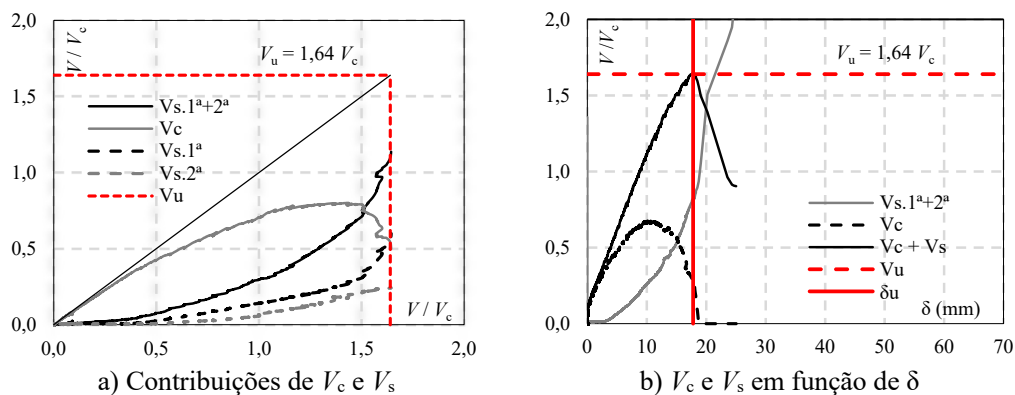 2,0
1,5
1,0
0,5
0,0
V / Vc
Vu = 1,64 Vc
Vs.1ª+2ª
Vc
Vs.1ª
Vs.2ª
Vu
V / Vc
0,0 0,5 1,0 1,5 2,0
a) Contribuições de Vc e Vs
2,0
1,5
1,0
0,5
0,0
V/Vc
Vu = 1,64 Vc
Vs.1ª+2ª
Vc
Vc + Vs
Vu
δu
δ (mm)
0 10 20 30 40 50 60 70
b) Vc e Vs em função de δ